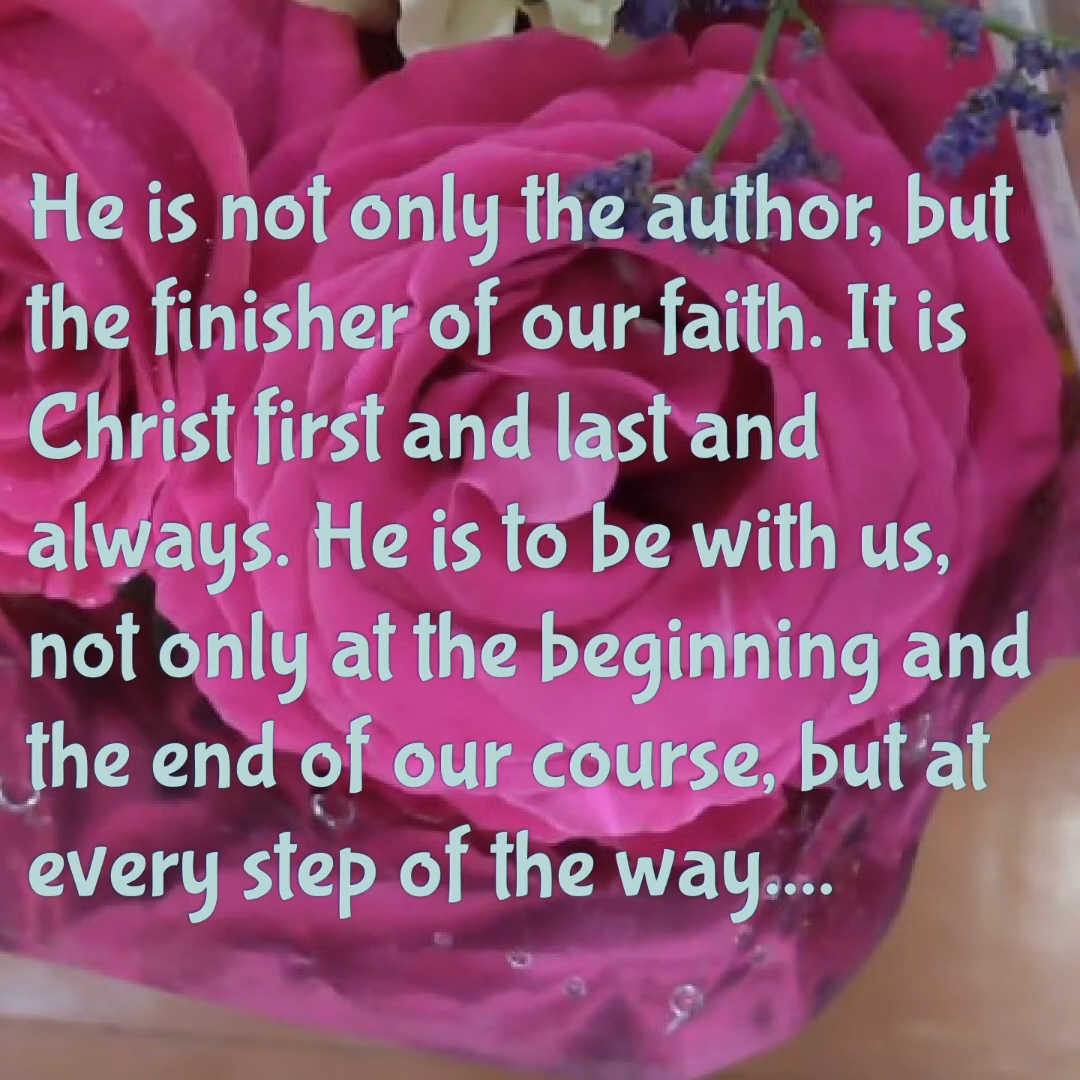 He is not only the author, but
the finisher of our faith. It is
Christ first and last and
always. He is to be with us,
not only at the beginning and
the end of our course, but at
every step of the way....